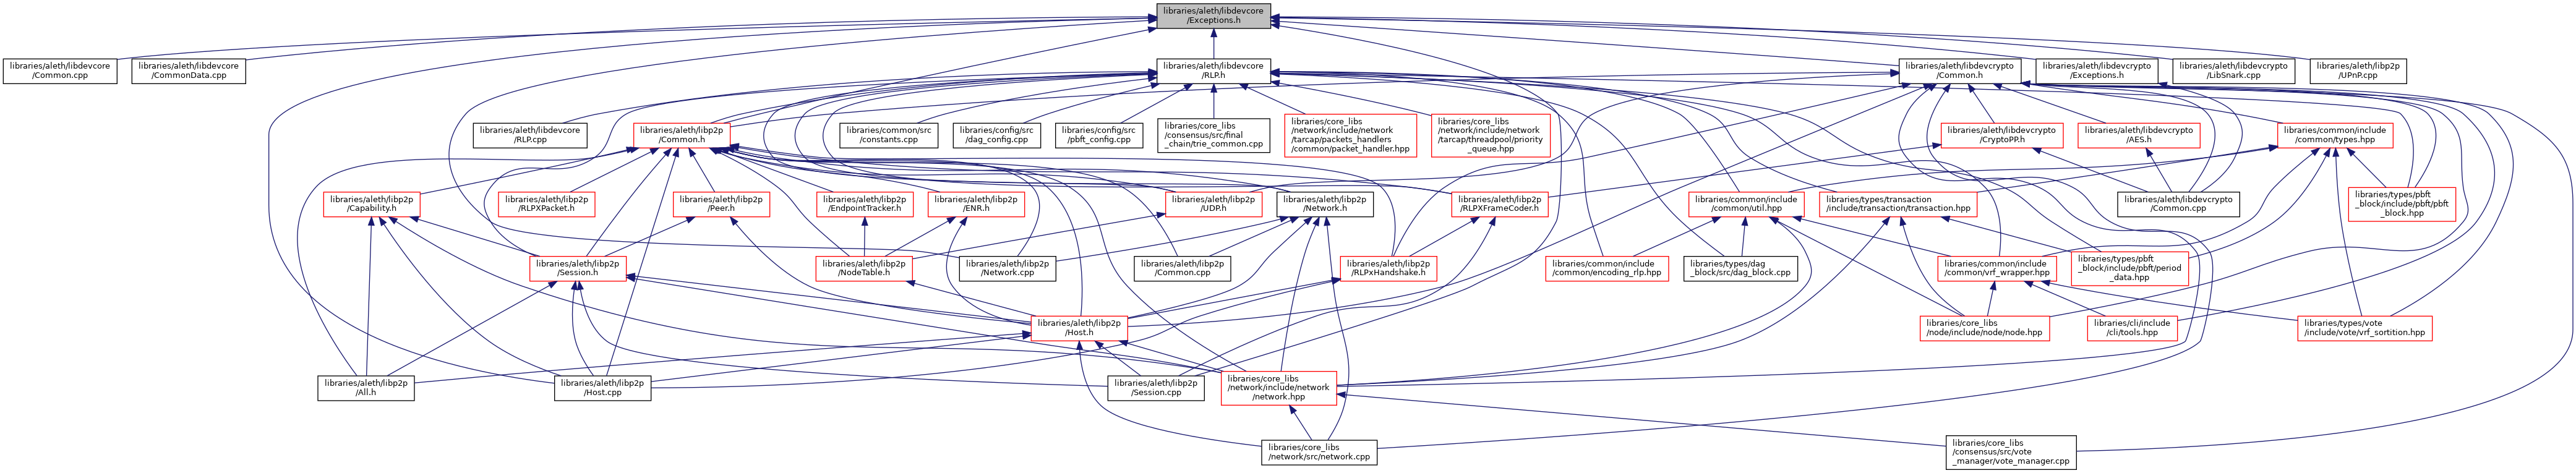 libraries/aleth/libdevcore
/Exceptions.h
libraries/aleth/libdevcore
/Common.cpp
libraries/aleth/libdevcore
/CommonData.cpp
libraries/aleth/libdevcore
/RLP.h
libraries/aleth/libdevcrypto
/Common.h
libraries/aleth/libdevcrypto
/Exceptions.h
libraries/aleth/libdevcrypto
/LibSnark.cpp
libraries/aleth/libp2p
/UPnP.cpp
libraries/aleth/libdevcore
/RLP.cpp
libraries/aleth/libp2p
/Common.h
libraries/common/src
/constants.cpp
libraries/config/src
/dag_config.cpp
libraries/config/src
/pbft_config.cpp
libraries/core_libs
/consensus/src/final
_chain/trie_common.cpp
libraries/core_libs
/network/include/network
/tarcap/packets_handlers
/common/packet_handler.hpp
libraries/core_libs
/network/include/network
/tarcap/threadpool/priority
_queue.hpp
libraries/aleth/libdevcrypto
/CryptoPP.h
libraries/aleth/libdevcrypto
/AES.h
libraries/common/include
/common/types.hpp
libraries/aleth/libp2p
/Capability.h
libraries/aleth/libp2p
/RLPXPacket.h
libraries/aleth/libp2p
/Peer.h
libraries/aleth/libp2p
/EndpointTracker.h
libraries/aleth/libp2p
/ENR.h
libraries/aleth/libp2p
/UDP.h
libraries/aleth/libp2p
/Network.h
libraries/aleth/libp2p
/RLPXFrameCoder.h
libraries/common/include
/common/util.hpp
libraries/types/transaction
/include/transaction/transaction.hpp
libraries/aleth/libdevcrypto
/Common.cpp
libraries/types/pbft
_block/include/pbft/pbft
_block.hpp
libraries/aleth/libp2p
/Session.h
libraries/aleth/libp2p
/NodeTable.h
libraries/aleth/libp2p
/Network.cpp
libraries/aleth/libp2p
/Common.cpp
libraries/aleth/libp2p
/RLPxHandshake.h
libraries/common/include
/common/encoding_rlp.hpp
libraries/types/dag
_block/src/dag_block.cpp
libraries/common/include
/common/vrf_wrapper.hpp
libraries/types/pbft
_block/include/pbft/period
_data.hpp
libraries/aleth/libp2p
/Host.h
libraries/core_libs
/node/include/node/node.hpp
libraries/cli/include
/cli/tools.hpp
libraries/types/vote
/include/vote/vrf_sortition.hpp
libraries/aleth/libp2p
/All.h
libraries/aleth/libp2p
/Host.cpp
libraries/aleth/libp2p
/Session.cpp
libraries/core_libs
/network/include/network
/network.hpp
libraries/core_libs
/network/src/network.cpp
libraries/core_libs
/consensus/src/vote
_manager/vote_manager.cpp